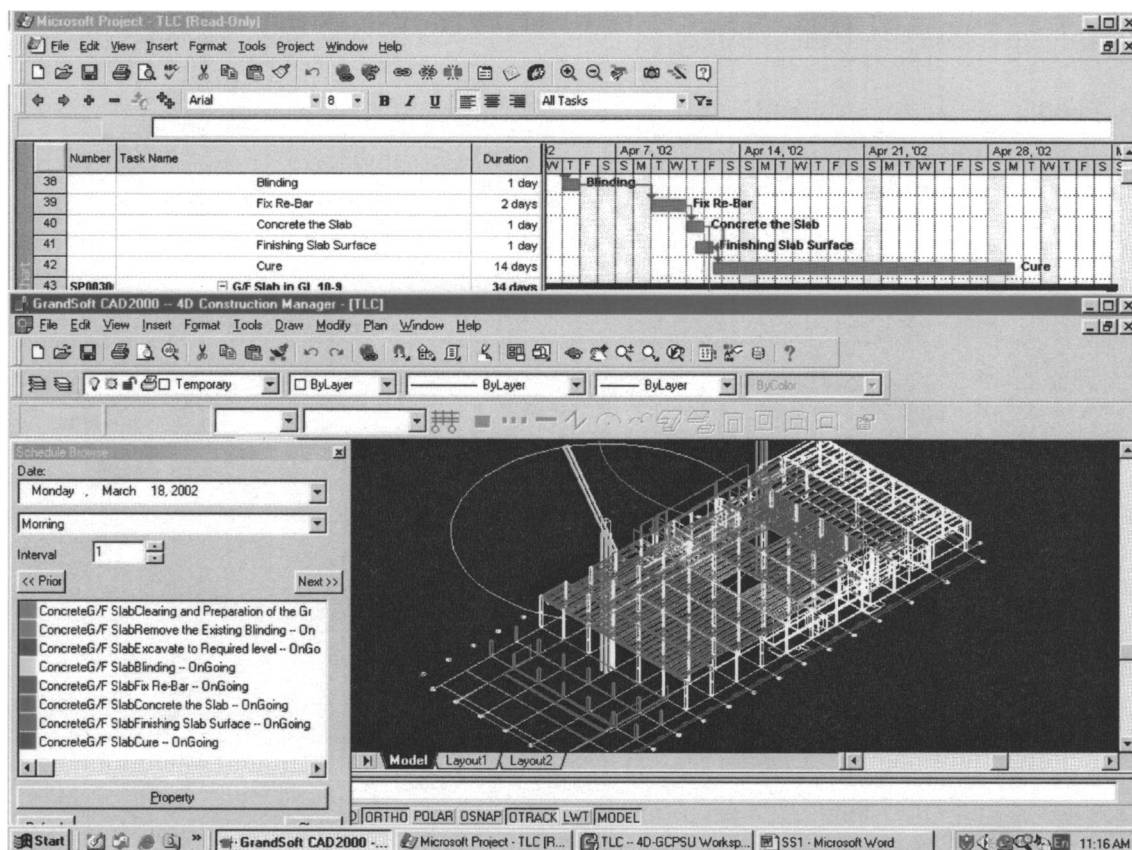 Microsoft Project - TLC [Read-Only]
File Edit View Insert Format Tools Project Window Help
Arial 8 B I U All Tasks
Number Task Name Duration 2 Apr 7, '02 Apr 14, '02 Apr 21, '02 Apr 28, '02
W T F S S M T W T F S S M T W T F S S M T W T F S S M T W T F S S
38 Blinding 1 day Blinding
39 Fix Re-Bar 2 days Fix Re-Bar
40 Concrete the Slab 1 day Concrete the Slab
41 Finishing Slab Surface 1 day Finishing Slab Surface
42 Cure 14 days Cure
43 SP0030 G/F Slab in GL 10-9 34 days
GrandSoft CAD2000 -- 4D Construction Manager - [TLC]
File Edit View Insert Format Tools Draw Modify Plan Window Help
Temporary ByLayer ByLayer ByLayer ByColor
Schedule Browse
Date:
Monday , March 18, 2002
Morning
Interval 1
<< Prior Next >>
ConcreteG/F SlabClearing and Preparation of the Gr
ConcreteG/F SlabRemove the Existing Blinding -- On
ConcreteG/F SlabExcavate to Required level -- OnGo
ConcreteG/F SlabBlinding -- OnGoing
ConcreteG/F SlabFix Re-Bar -- OnGoing
ConcreteG/F SlabConcrete the Slab -- OnGoing
ConcreteG/F SlabFinishing Slab Surface -- OnGoing
ConcreteG/F SlabCure -- OnGoing
Model Layout1 Layout2
Property
ORTHO POLAR OSNAP OTRACK LWT MODEL
Start GrandSoft CAD2000 -... Microsoft Project - TLC [R... TLC -- 4D-GCPSU Worksp... SS1 - Microsoft Word En 11:16 AM